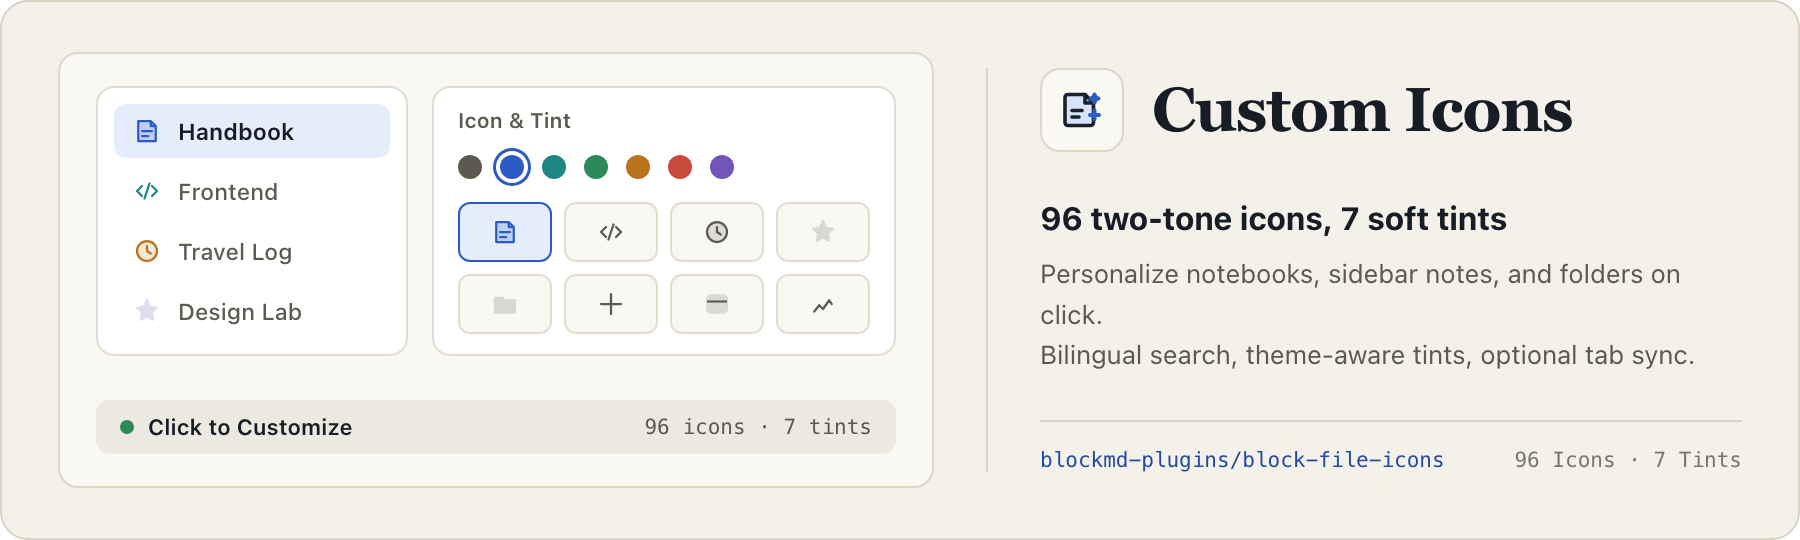 Handbook
Frontend
Travel Log
Design Lab
Icon & Tint
Click to Customize
96 icons · 7 tints
Custom Icons
96 two-tone icons, 7 soft tints
Personalize notebooks, sidebar notes, and folders on
click.
Bilingual search, theme-aware tints, optional tab sync.
blockmd-plugins/block-file-icons
96 Icons · 7 Tints